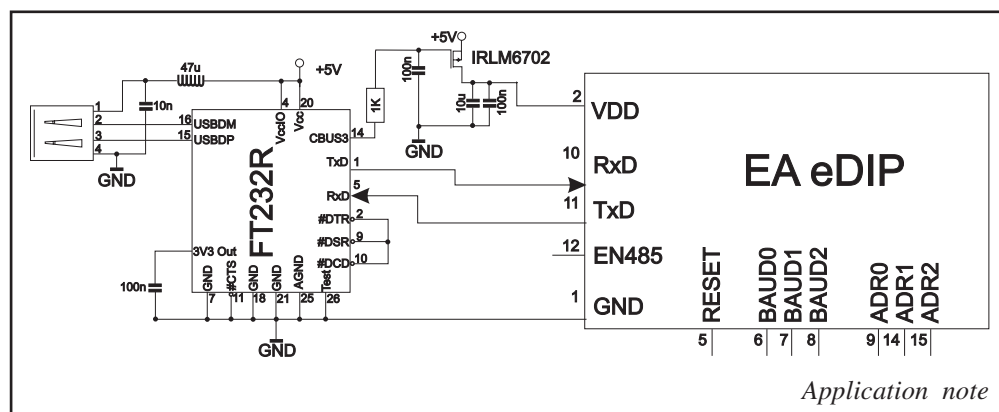 +5V
IRLM6702
47u
+5V
100n
1
10n
4
20
1K
10u
100n
2
VDD
2
16
USBDM
VccIO
Vcc
3
15
USBDP
CBUS3
14
4
GND
GND
TxD
1
10
RxD
EA eDIP
FT232R
RxD
5
11
TxD
#DTR
2
#DSR
9
12
EN485
3V3 Out
#DCD
10
100n
GND
#CTS
GND
GND
AGND
Test
1
GND
7
11
18
21
25
26
RESET
BAUD0
BAUD1
BAUD2
ADR0
ADR1
ADR2
GND
5
6
7
8
9
14
15
Application note